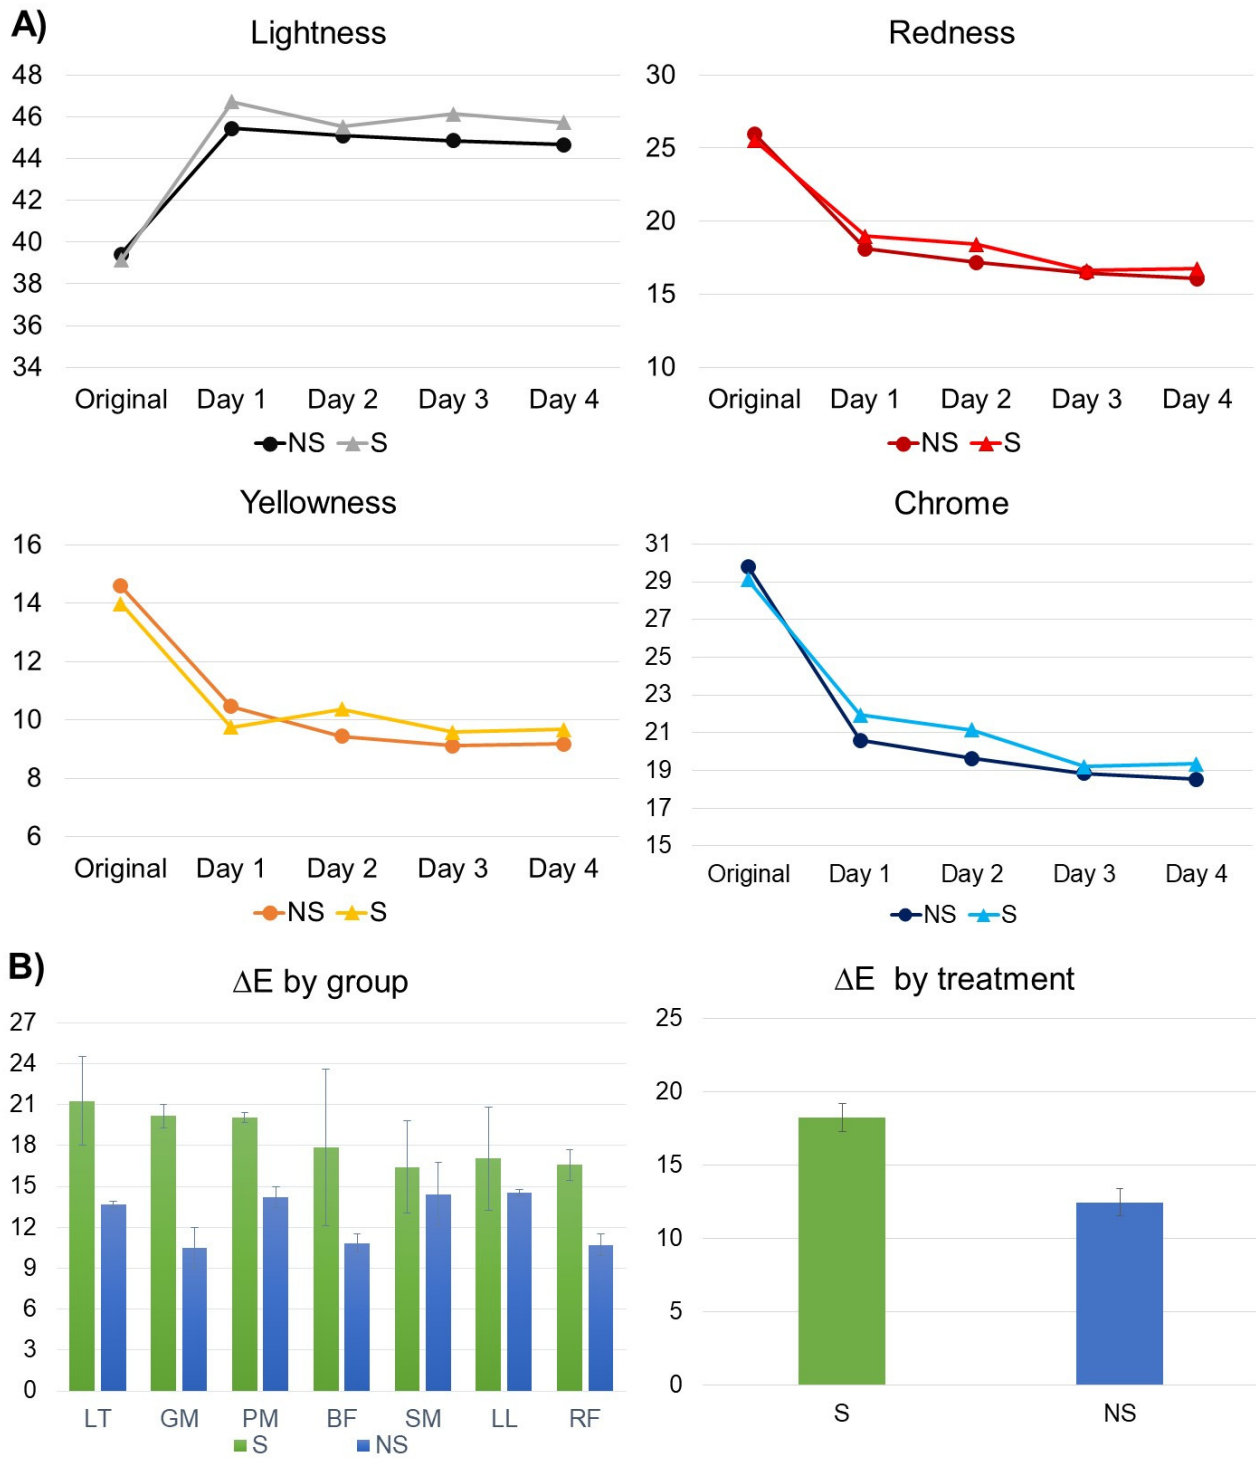 A)
Lightness
48
46
44
42
40
38
36
34
Original Day 1 Day 2 Day 3 Day 4
NS S
Redness
30
25
20
15
10
Original Day 1 Day 2 Day 3 Day 4
NS S
Yellowness
16
14
12
10
8
6
Original Day 1 Day 2 Day 3 Day 4
NS S
Chrome
31
29
27
25
23
21
19
17
15
Original Day 1 Day 2 Day 3 Day 4
NS S
B)
ΔE by group
27
24
21
18
15
12
9
6
3
0
LT GM PM BF SM LL RF
S NS
ΔE by treatment
25
20
15
10
5
0
S NS